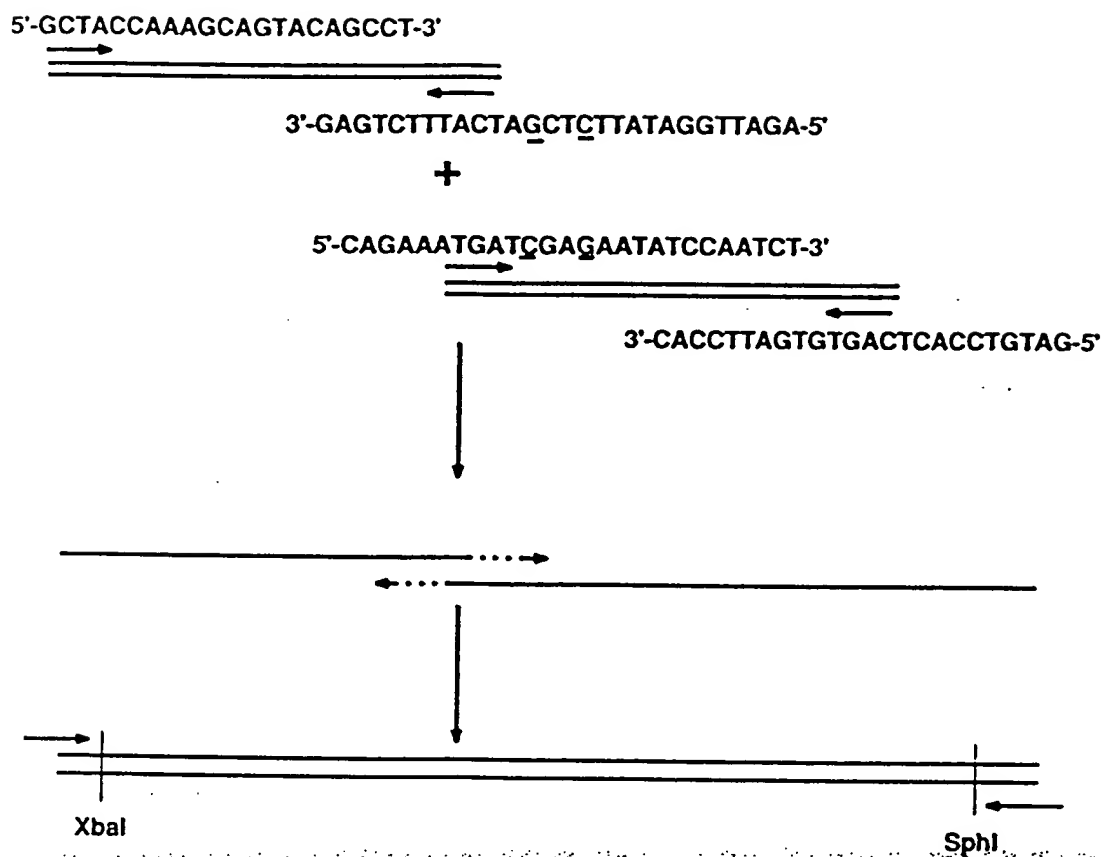 5'-GCTACCAAAGCAGTACAGCCT-3'
3'-GAGTCTTTACTAGCTCTTATAGGTTAGA-5'
+
5'-CAGAAATGATCGAGAATATCCAATCT-3'
3'-CACCTTAGTGTGACTCACCTGTAG-5'
XbaI
SphI